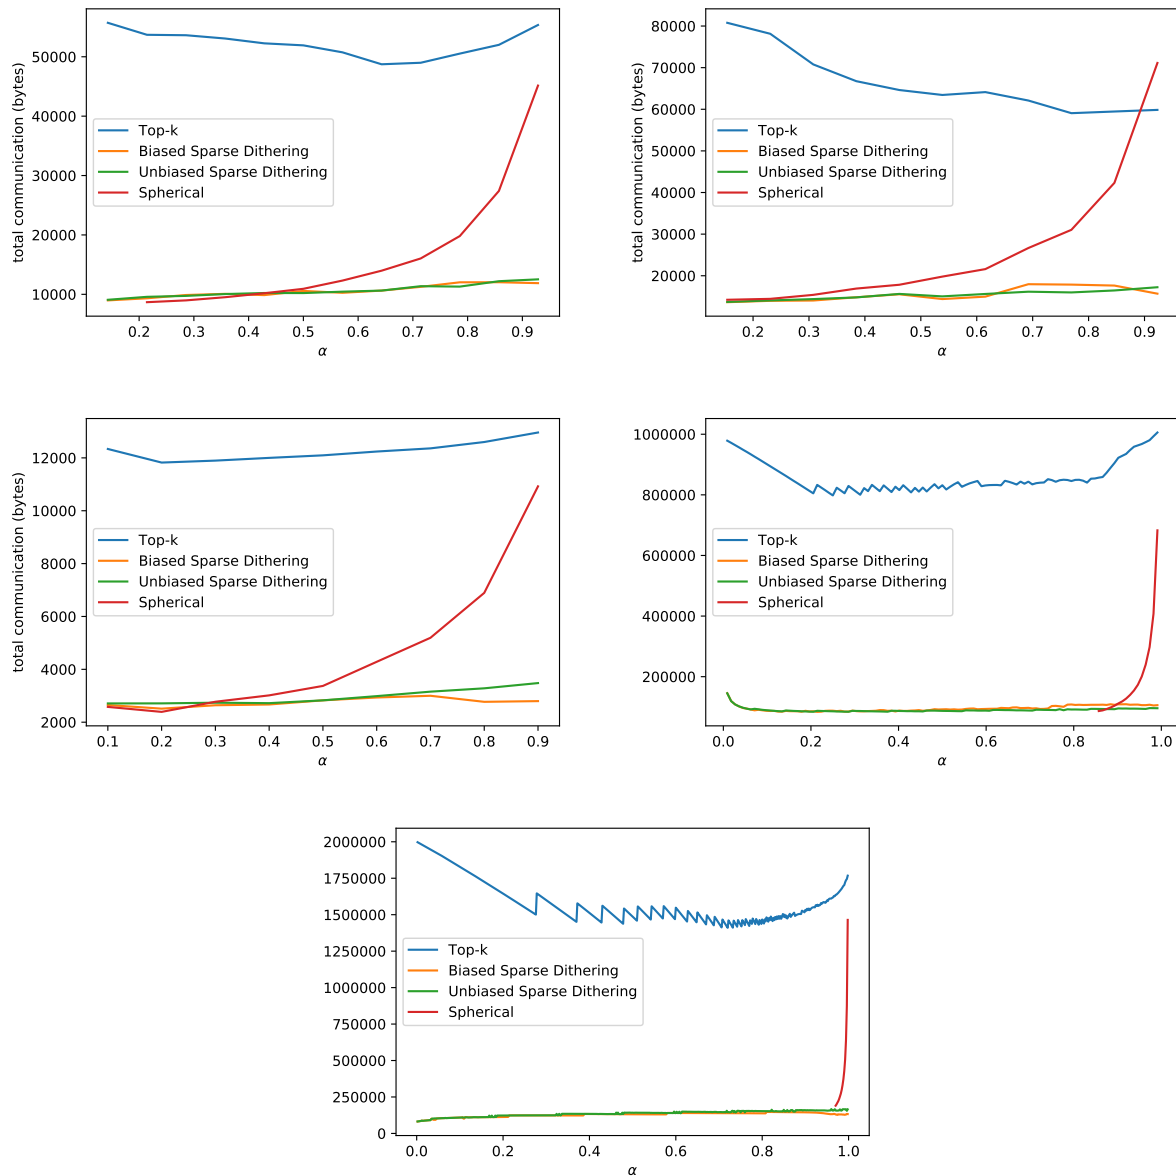 total communication (bytes)
50000
40000
30000
20000
10000
Top-k
Biased Sparse Dithering
Unbiased Sparse Dithering
Spherical
0.2 0.3 0.4 0.5 0.6 0.7 0.8 0.9
α
total communication (bytes)
80000
70000
60000
50000
40000
30000
20000
Top-k
Biased Sparse Dithering
Unbiased Sparse Dithering
Spherical
0.2 0.3 0.4 0.5 0.6 0.7 0.8 0.9
α
total communication (bytes)
12000
10000
8000
6000
4000
2000
Top-k
Biased Sparse Dithering
Unbiased Sparse Dithering
Spherical
0.1 0.2 0.3 0.4 0.5 0.6 0.7 0.8 0.9
α
1000000
800000
600000
400000
200000
Top-k
Biased Sparse Dithering
Unbiased Sparse Dithering
Spherical
0.0 0.2 0.4 0.6 0.8 1.0
α
2000000
1750000
1500000
1250000
1000000
750000
500000
250000
0
Top-k
Biased Sparse Dithering
Unbiased Sparse Dithering
Spherical
0.0 0.2 0.4 0.6 0.8 1.0
α